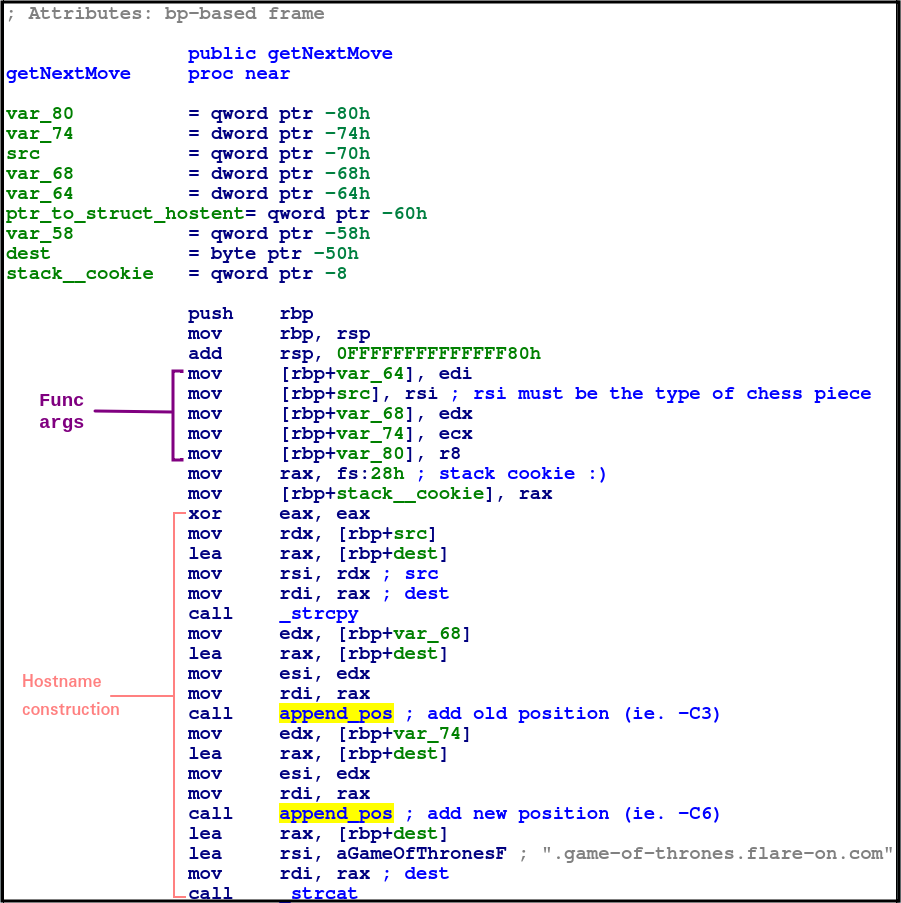 ; Attributes: bp-based frame
public getNextMove
getNextMove proc near
var_80 = qword ptr -80h
var_74 = dword ptr -74h
src = qword ptr -70h
var_68 = dword ptr -68h
var_64 = dword ptr -64h
ptr_to_struct_hostent= qword ptr -60h
var_58 = qword ptr -58h
dest = byte ptr -50h
stack__cookie = qword ptr -8
push rbp
mov rbp, rsp
add rsp, 0FFFFFFFFFFFFFF80h
mov [rbp+var_64], edi
Func args
mov [rbp+src], rsi ; rsi must be the type of chess piece
mov [rbp+var_68], edx
mov [rbp+var_74], ecx
mov [rbp+var_80], r8
mov rax, fs:28h ; stack cookie :)
mov [rbp+stack__cookie], rax
xor eax, eax
mov rdx, [rbp+src]
lea rax, [rbp+dest]
mov rsi, rdx ; src
mov rdi, rax ; dest
call _strcpy
mov edx, [rbp+var_68]
lea rax, [rbp+dest]
mov esi, edx
Hostname
construction
mov rdi, rax
call append_pos ; add old position (ie. -C3)
mov edx, [rbp+var_74]
lea rax, [rbp+dest]
mov esi, edx
mov rdi, rax
call append_pos ; add new position (ie. -C6)
lea rax, [rbp+dest]
lea rsi, aGameOfThronesF ; ".game-of-thrones.flare-on.com"
mov rdi, rax ; dest
call _strcat